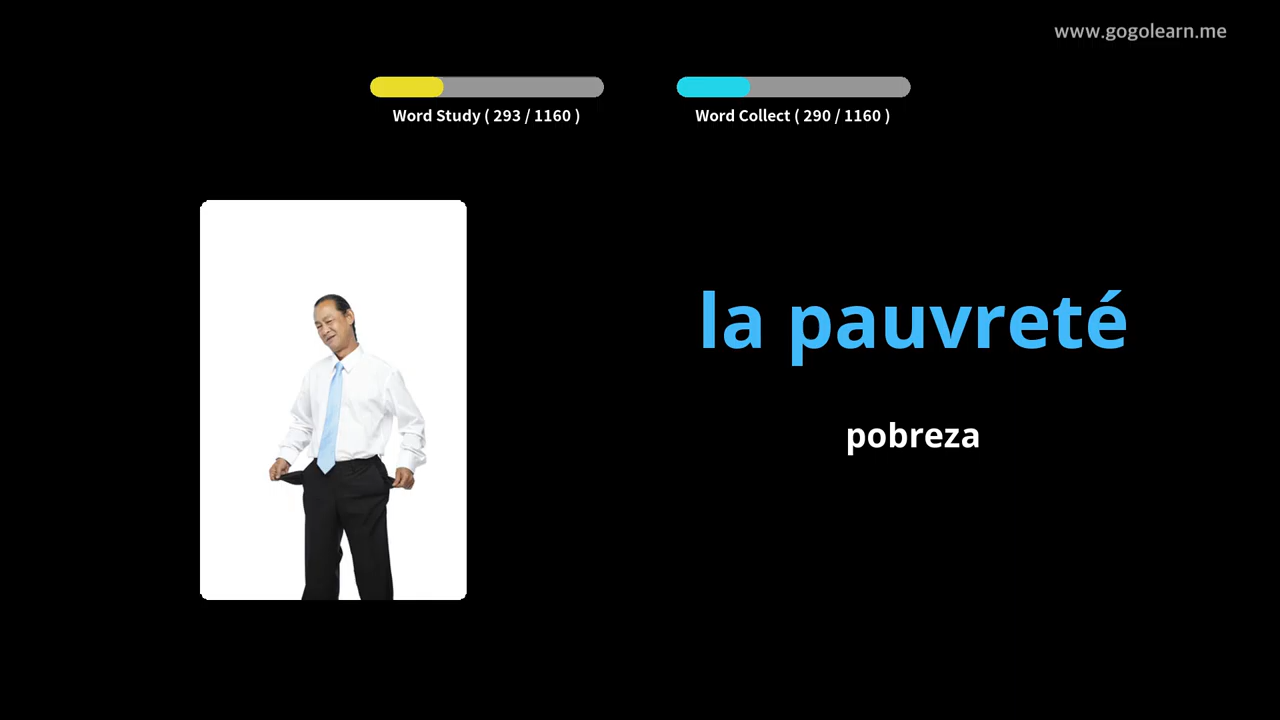 www.gogolearn.me
Word Study ( 293 / 1160 )
Word Collect ( 290 / 1160 )
la pauvreté
pobreza